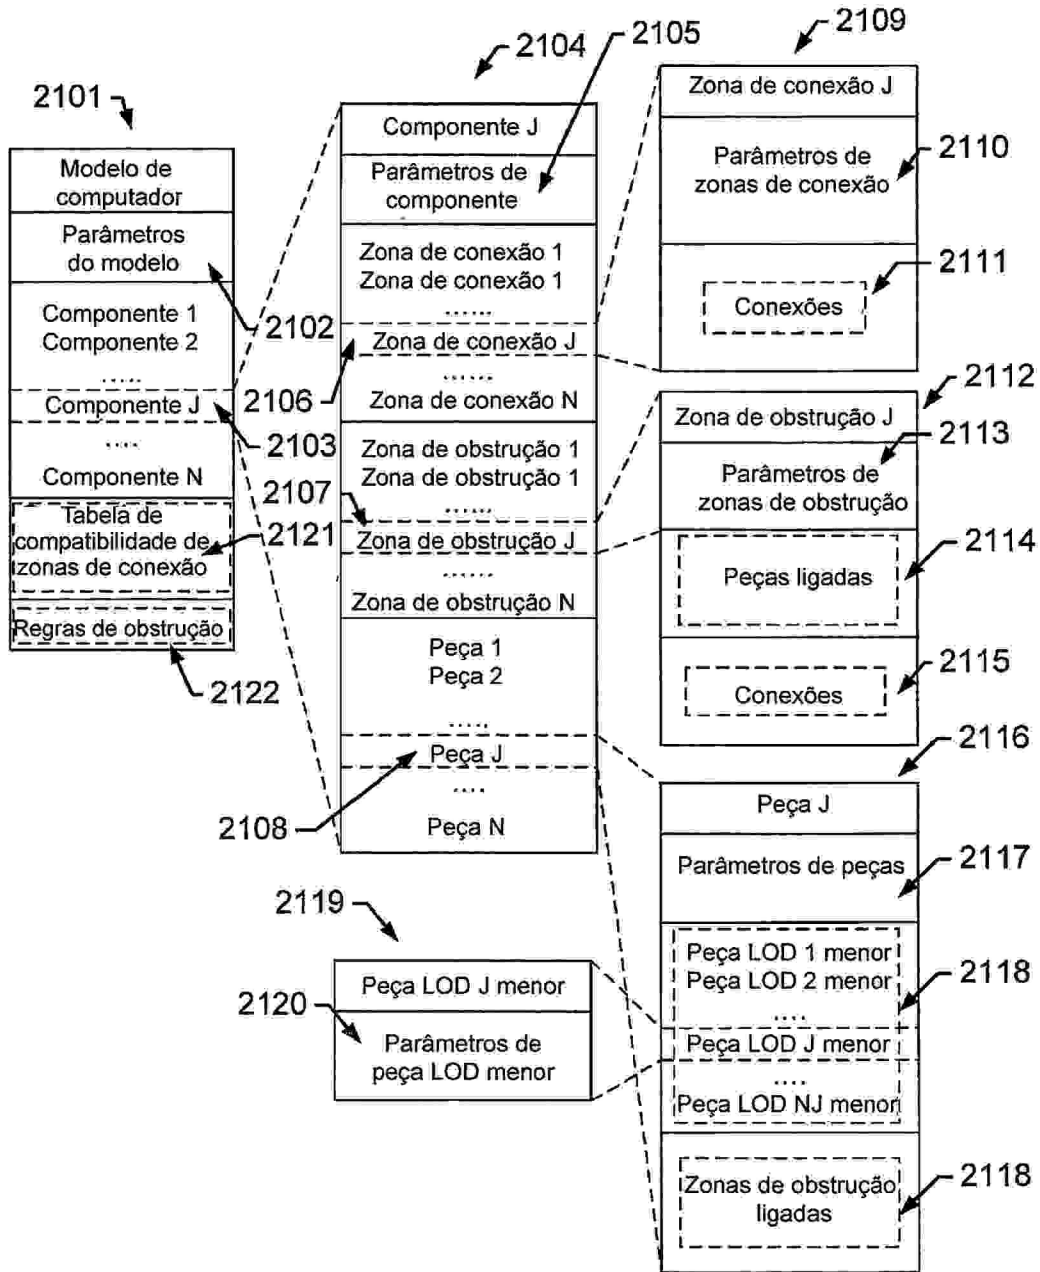 2101
Modelo de
computador
Parâmetros
do modelo
2102
Componente 1
Componente 2
.....
Componente J
2103
....
Componente N
Tabela de
compatibilidade de
zonas de conexão
2121
Regras de obstrução
2122
2104
Componente J
2105
Parâmetros de
componente
Zona de conexão 1
Zona de conexão 1
......
Zona de conexão J
2106
......
Zona de conexão N
Zona de obstrução 1
Zona de obstrução 1
......
2107
Zona de obstrução J
......
Zona de obstrução N
Peça 1
Peça 2
.....
Peça J
2108
....
Peça N
2109
Zona de conexão J
Parâmetros de
zonas de conexão
2110
2111
Conexões
2112
Zona de obstrução J
2113
Parâmetros de
zonas de obstrução
2114
Peças ligadas
2115
Conexões
2116
Peça J
Parâmetros de peças
2117
Peça LOD 1 menor
Peça LOD 2 menor
2118
....
Peça LOD J menor
....
Peça LOD NJ menor
Zonas de obstrução
ligadas
2118
2119
Peça LOD J menor
2120
Parâmetros de
peça LOD menor